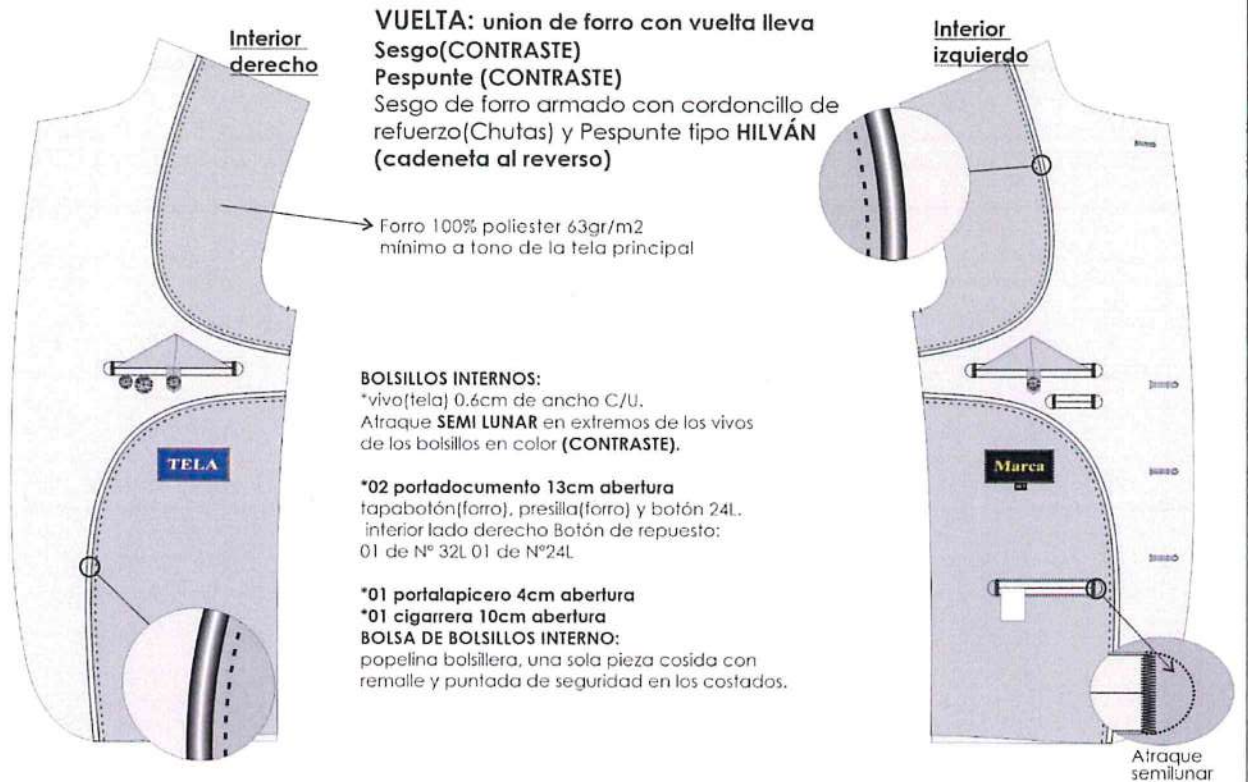 Interior
derecho
VUELTA: union de forro con vuelta lleva
Sesgo(CONTRASTE)
Pespunte (CONTRASTE)
Sesgo de forro armado con cordoncillo de
refuerzo(Chutas) y Pespunte tipo HILVÁN
(cadeneta al reverso)
Interior
izquierdo
Forro 100% poliester 63gr/m2
mínimo a tono de la tela principal
BOLSILLOS INTERNOS:
*vivo(tela) 0.6cm de ancho C/U.
Atraque SEMI LUNAR en extremos de los vivos
de los bolsillos en color (CONTRASTE).
TELA
Marca
*02 portadocumento 13cm abertura
tapabotón(forro), presilla(forro) y botón 24L.
interior lado derecho Botón de repuesto:
01 de Nº 32L 01 de Nº24L
*01 portalapicero 4cm abertura
*01 cigarrera 10cm abertura
BOLSA DE BOLSILLOS INTERNO:
popelina bolsillera, una sola pieza cosida con
remalle y puntada de seguridad en los costados.
Atraque
semilunar